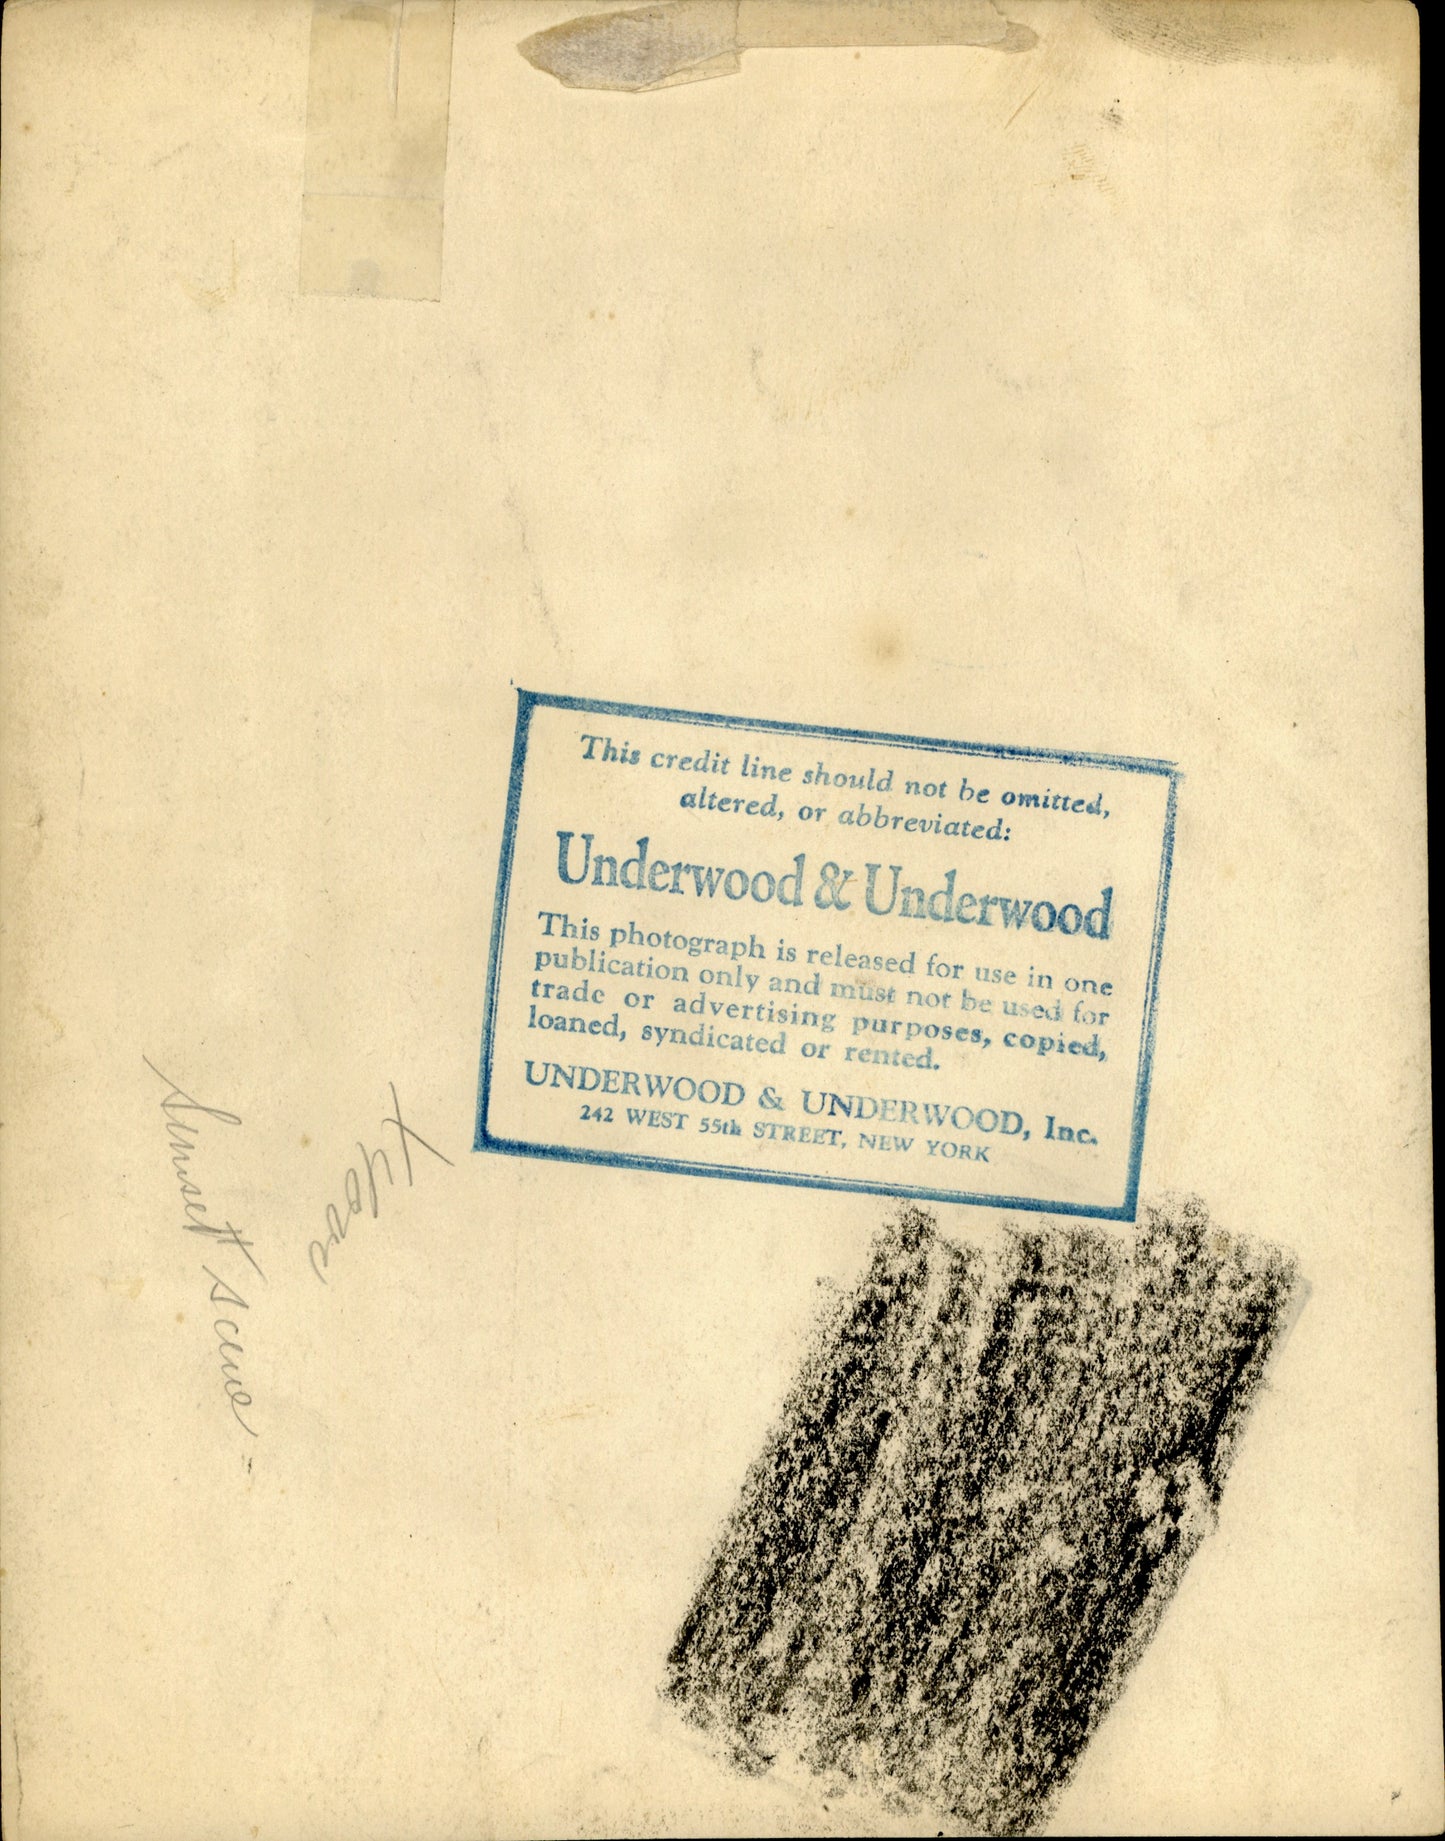 This credit line should not be omitted,
altered, or abbreviated:
Underwood & Underwood
This photograph is released for use in one
publication only and must not be used for
trade or advertising purposes, copied,
loaned, syndicated or rented.
UNDERWOOD & UNDERWOOD, Inc.
242 WEST 55th STREET, NEW YORK
Sunset scene -